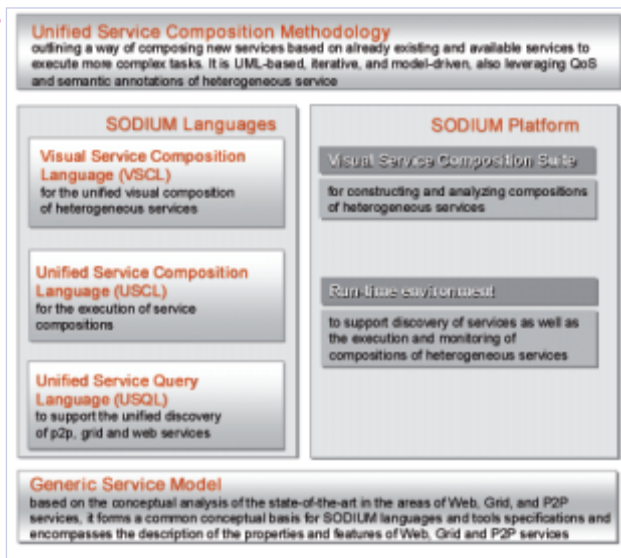 Unified Service Composition Methodology
outlining a way of composing new services based on already existing and available services to
execute more complex tasks. It is UML-based, iterative, and model-driven, also leveraging QoS
and semantic annotations of heterogeneous service
SODIUM Languages
Visual Service Composition
Language (VSCL)
for the unified visual composition
of heterogeneous services
Unified Service Composition
Language (USCL)
for the execution of service
compositions
Unified Service Query
Language (USQL)
to support the unified discovery
of p2p, grid and web services
SODIUM Platform
Visual Service Composition Suite
for constructing and analyzing compositions
of heterogeneous services
Run-time environment
to support discovery of services as well as
the execution and monitoring of
compositions of heterogeneous services
Generic Service Model
based on the conceptual analysis of the state-of-the-art in the areas of Web, Grid, and P2P
services, it forms a common conceptual basis for SODIUM languages and tools specifications and
encompasses the description of the properties and features of Web, Grid and P2P services